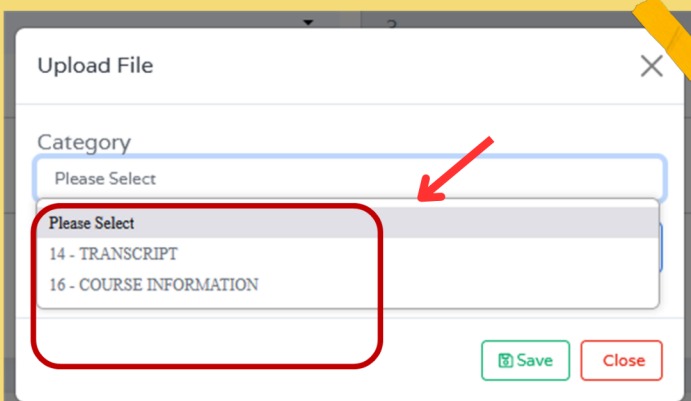 Upload File
Category
Please Select
Please Select
14 - TRANSCRIPT
16 - COURSE INFORMATION
Save
Close